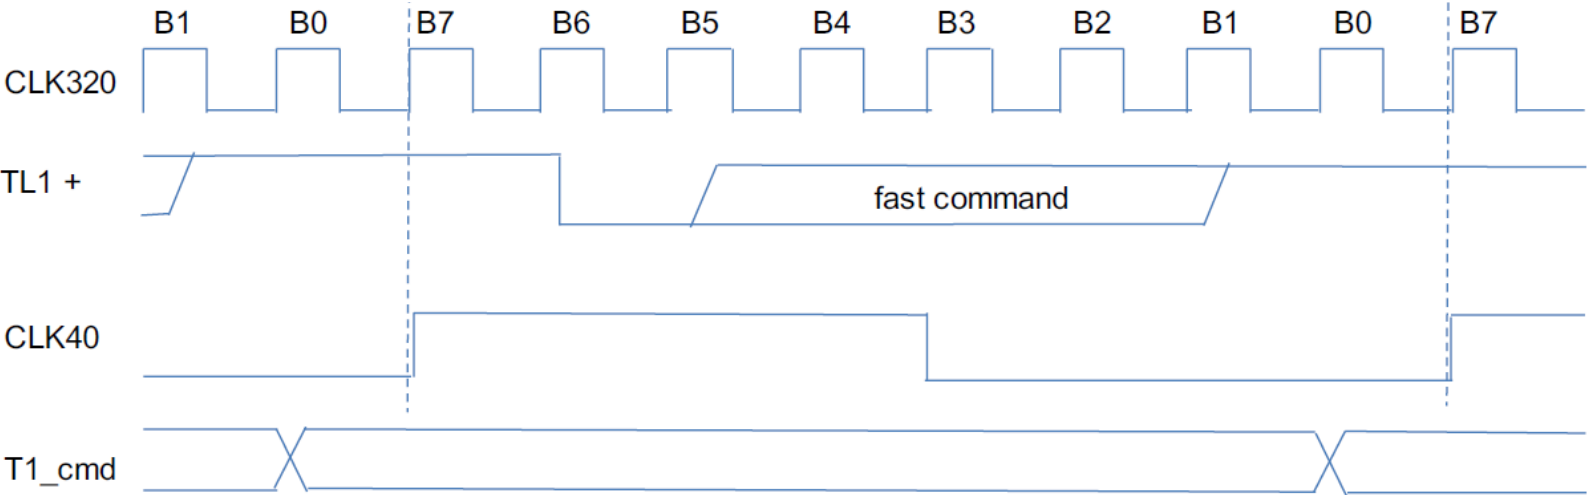 B1 B0 B7 B6 B5 B4 B3 B2 B1 B0 B7
CLK320
TL1 +
fast command
CLK40
T1_cmd